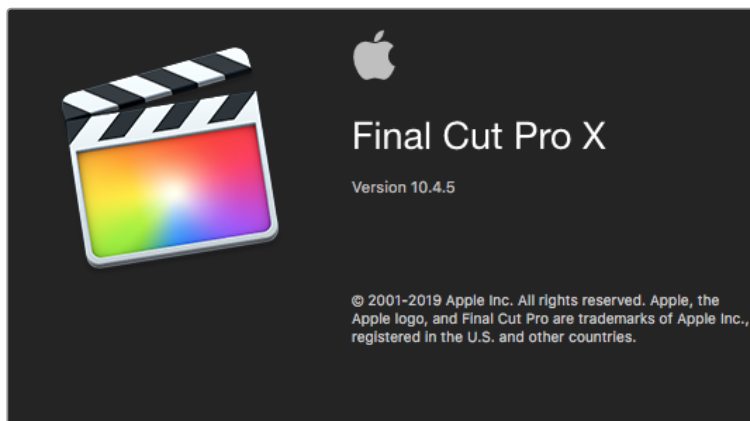 Final Cut Pro X
Version 10.4.5
© 2001-2019 Apple Inc. All rights reserved. Apple, the
Apple logo, and Final Cut Pro are trademarks of Apple Inc.,
registered in the U.S. and other countries.